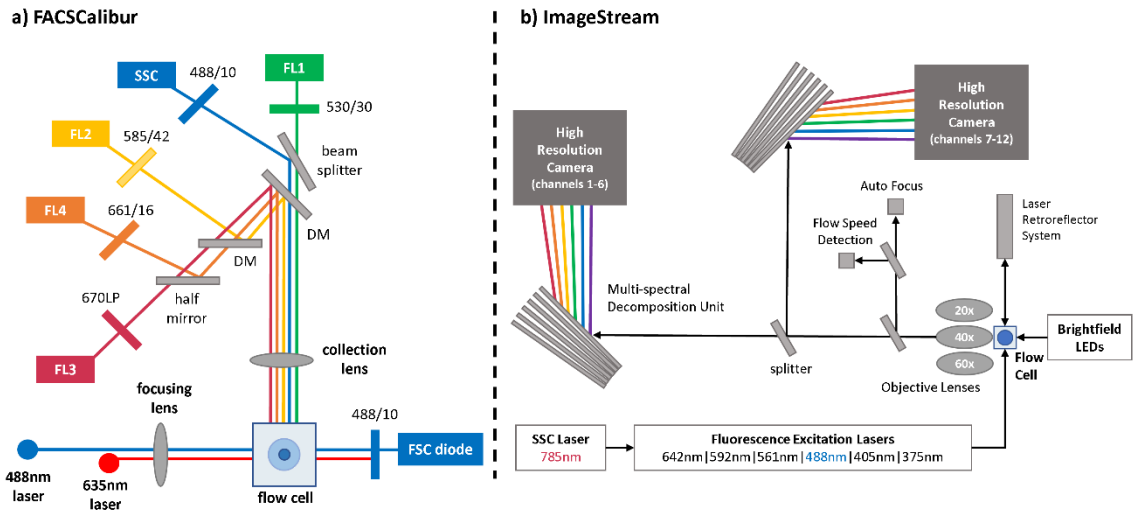 a) FACSCalibur
SSC
488/10
FL1
530/30
FL2
585/42
beam
splitter
FL4
661/16
DM
DM
670LP
half
mirror
FL3
collection
lens
focusing
lens
488/10
FSC diode
488nm
laser
635nm
laser
flow cell
b) ImageStream
High
Resolution
Camera
(channels 1-6)
High
Resolution
Camera
(channels 7-12)
Auto Focus
Flow Speed
Detection
Laser
Retroreflector
System
Multi-spectral
Decomposition Unit
20x
40x
60x
Brightfield
LEDs
Flow
Cell
splitter
Objective Lenses
SSC Laser
785nm
Fluorescence Excitation Lasers
642nm|592nm|561nm|488nm|405nm|375nm